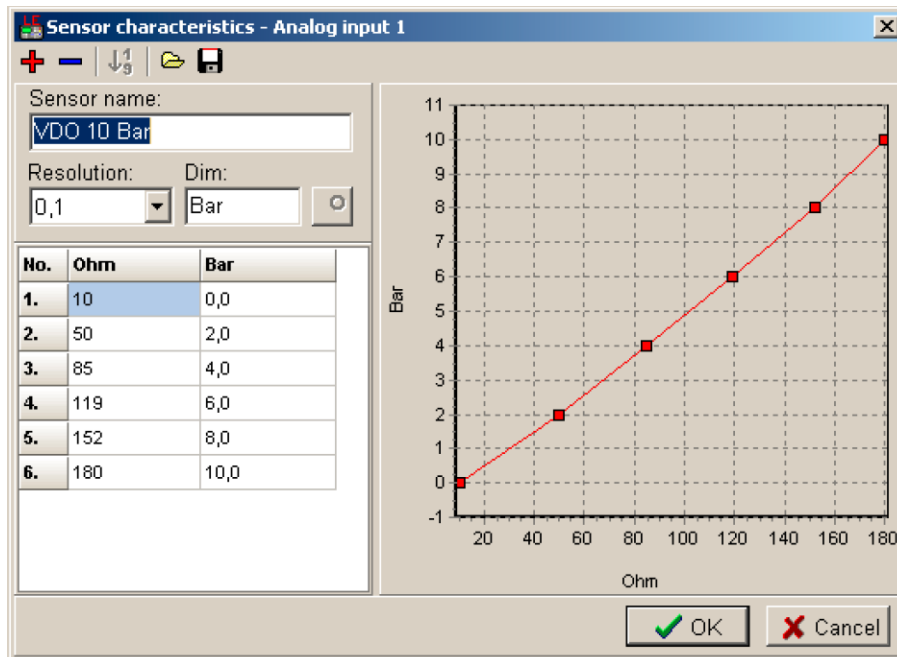 Sensor characteristics - Analog input 1
Sensor name:
VDO 10 Bar
Resolution: Dim:
0,1 Bar
No. Ohm Bar
1. 10 0,0
2. 50 2,0
3. 85 4,0
4. 119 6,0
5. 152 8,0
6. 180 10,0
11
10
9
8
7
6
5
4
3
2
1
0
-1
Bar
20 40 60 80 100 120 140 160 180
Ohm
OK Cancel